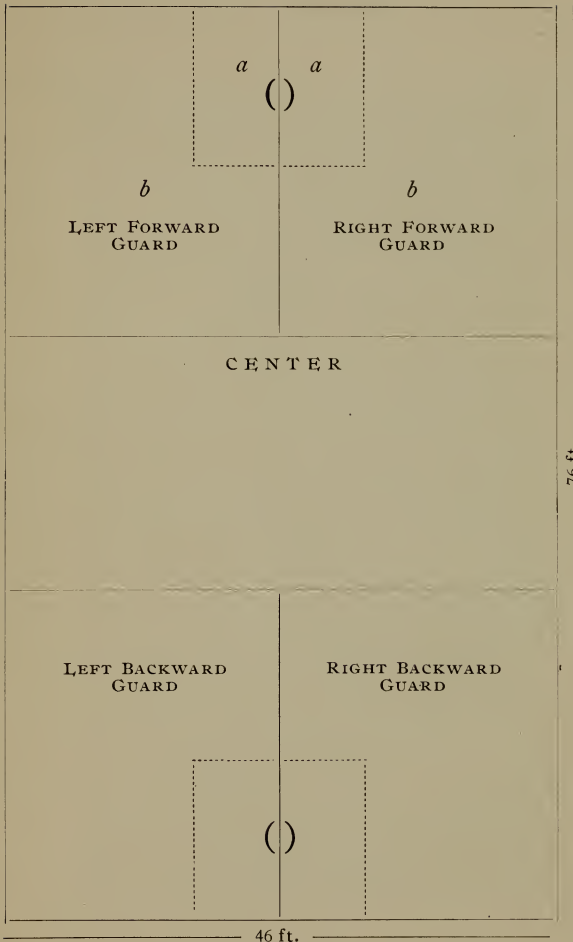 a a
( ) 
b b
LEFT FORWARD RIGHT FORWARD
GUARD GUARD
CENTER
76 ft.
LEFT BACKWARD RIGHT BACKWARD
GUARD GUARD
( )
46 ft.